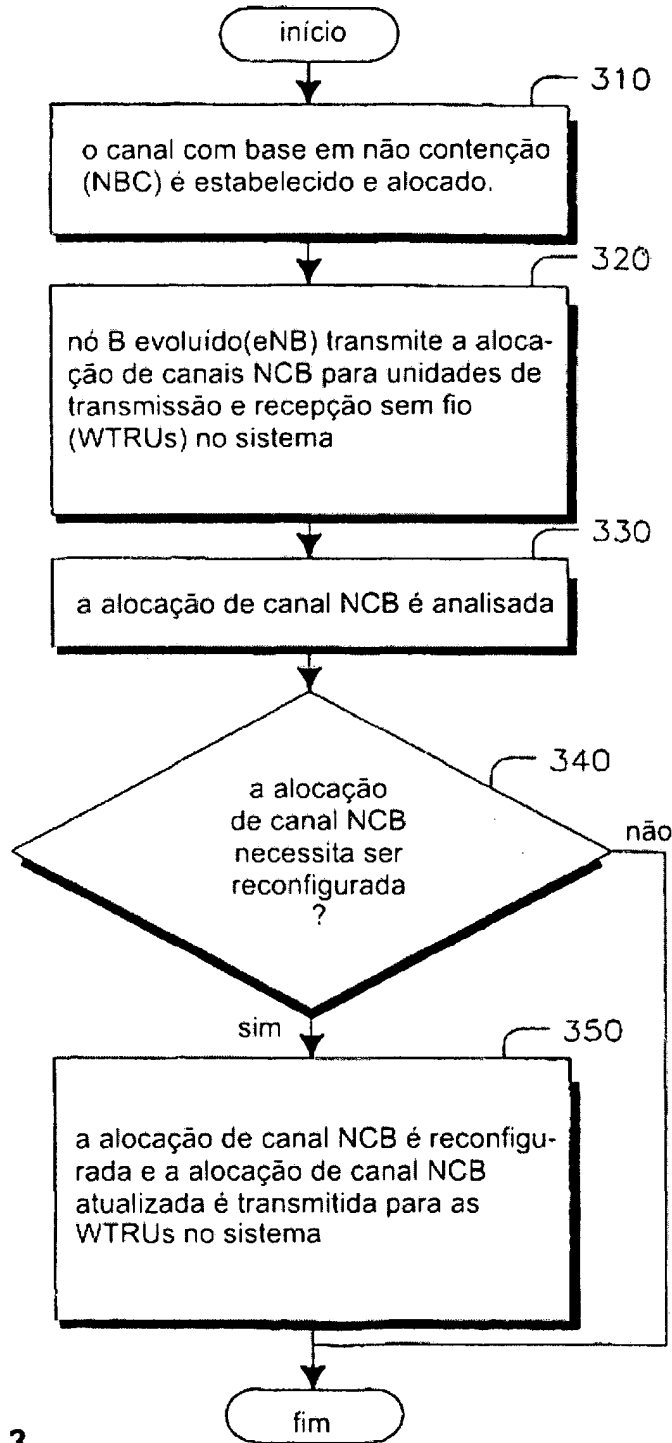 início
310
o canal com base em não contenção
(NBC) é estabelecido e alocado.
320
nó B evoluído(eNB) transmite a aloca-
ção de canais NCB para unidades de
transmissão e recepção sem fio
(WTRUs) no sistema
330
a alocação de canal NCB é analisada
340
a alocação
de canal NCB
necessita ser
reconfigurada
?
não
sim
350
a alocação de canal NCB é reconfigu-
rada e a alocação de canal NCB
atualizada é transmitida para as
WTRUs no sistema
fim